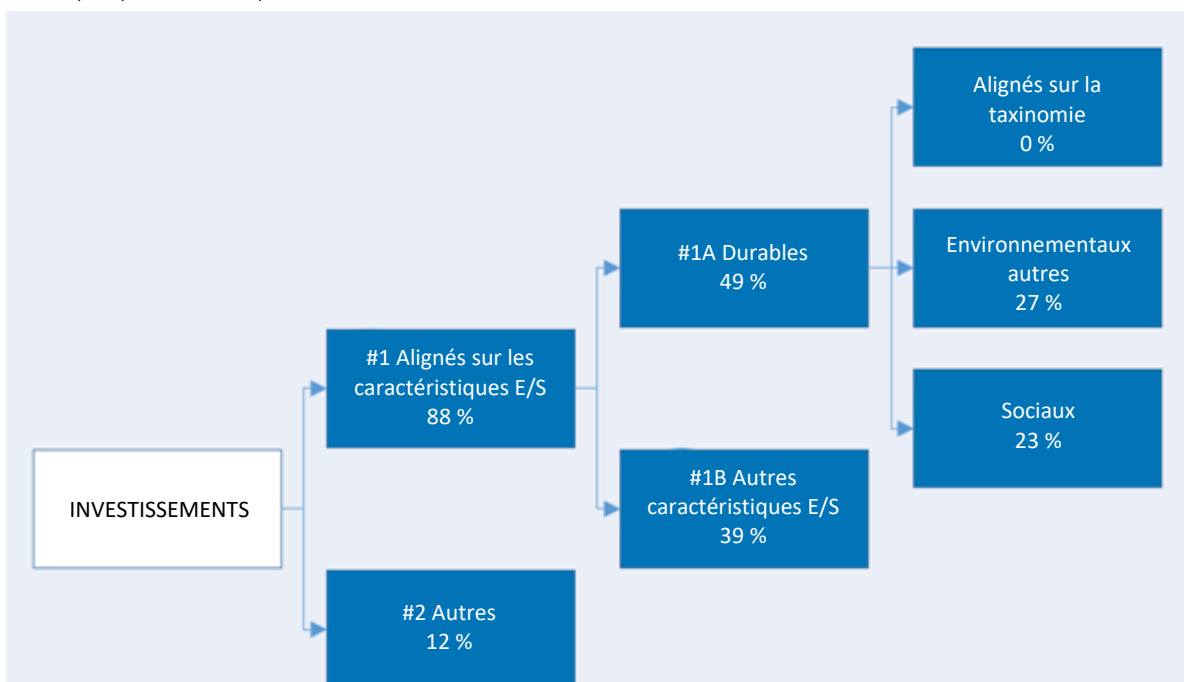 Alignés sur la
taxinomie
0 %
#1A Durables
49 %
Environnementaux
autres
27 %
#1 Alignés sur les
caractéristiques E/S
88 %
Sociaux
23 %
#1B Autres
caractéristiques E/S
39 %
INVESTISSEMENTS
#2 Autres
12 %